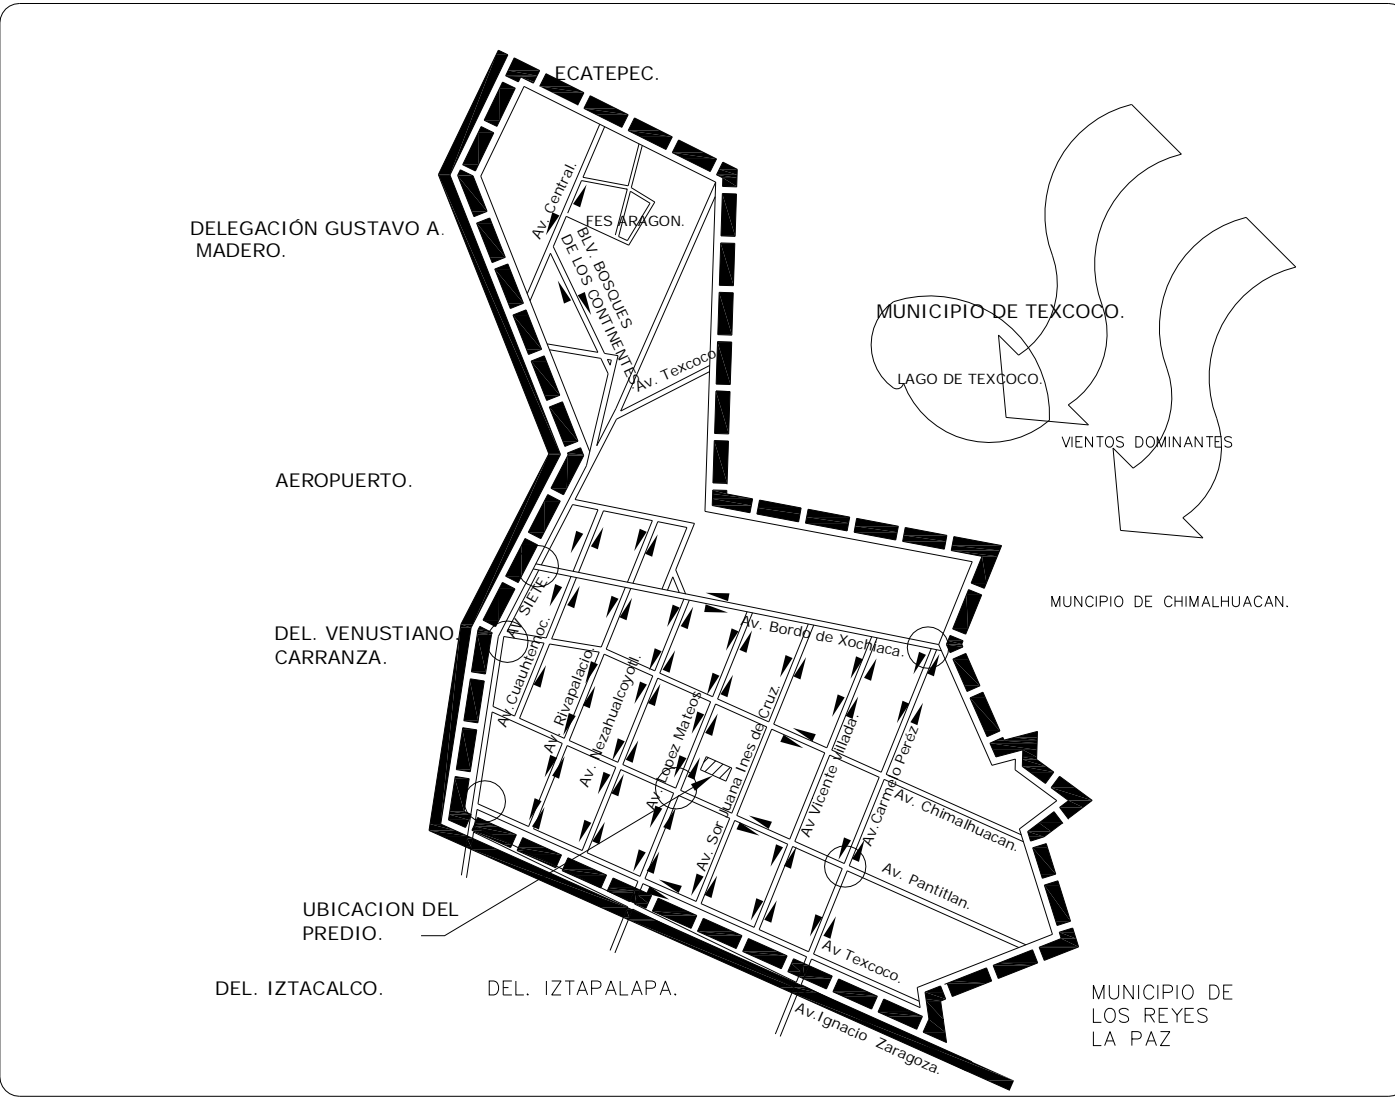 ECATEPEC.
Av. Central.
DELEGACIÓN GUSTAVO A.
MADERO.
FES ARAGON.
BLV. BOSQUES
DE LOS CONTINENTES.
MUNICIPIO DE TEXCOCO.
Av. Texcoco
LAGO DE TEXCOCO.
VIENTOS DOMINANTES
AEROPUERTO.
MUNCIPIO DE CHIMALHUACAN.
AV SIETE.
DEL. VENUSTIANO.
CARRANZA.
Av. Bordo de Xochiaca.
Av. Cuauhtemoc.
Av. Rivapalacio.
Av. Nezahualcoyotl.
Av. Lopez Mateos
Av. Sor Juana Ines de Cruz.
Av Vicente Villada.
Av. Carmelo Peréz
Av. Chimalhuacan.
Av. Pantitlan.
UBICACION DEL
PREDIO.
Av Texcoco.
DEL. IZTACALCO.
DEL. IZTAPALAPA.
MUNICIPIO DE
LOS REYES
LA PAZ
Av.Ignacio Zaragoza.